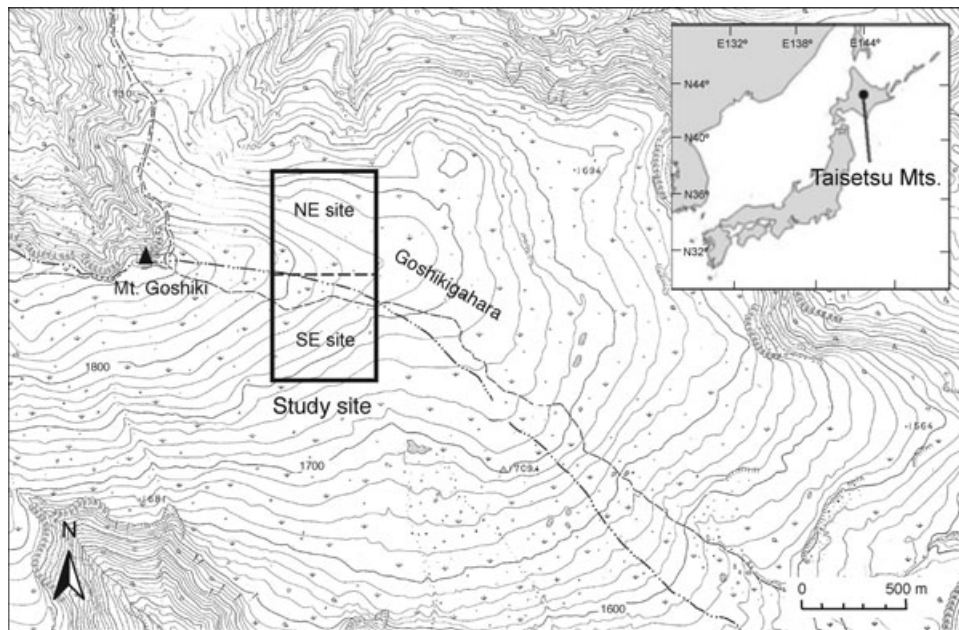 E132° E138° E144°
N44°
N40°
N36°
N32°
Taisetsu Mts.
1694
NE site
Mt. Goshiki
Goshikigahara
SE site
1800
Study site
1564
1700
1681
N
0 500 m
1600